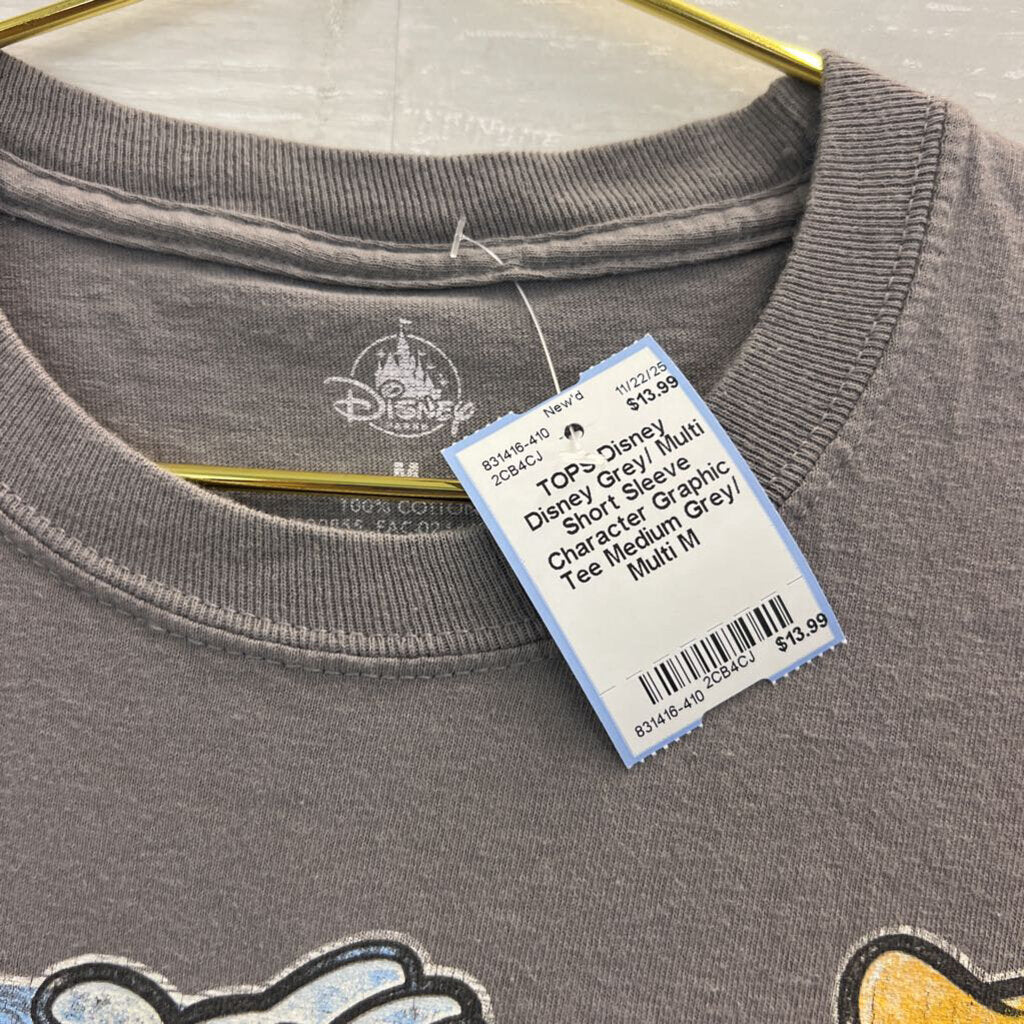 DISNEY
PARKS
M
100% COTTON
831416-410 New'd 11/22/25
2CB4CJ $13.99
TOPS Disney
Disney Grey/ Multi
Short Sleeve
Character Graphic
Tee Medium Grey/
Multi M
$13.99
831416-410 2CB4CJ